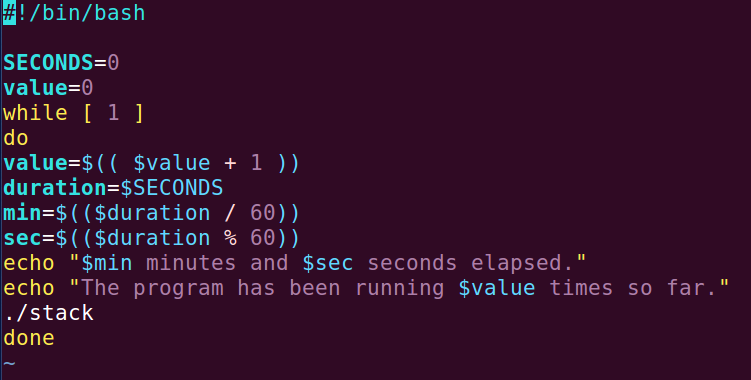 #!/bin/bash

SECONDS=0
value=0
while [ 1 ]
do
value=$(( $value + 1 ))
duration=$SECONDS
min=$(($duration / 60))
sec=$(($duration % 60))
echo "$min minutes and $sec seconds elapsed."
echo "The program has been running $value times so far."
./stack
done
~